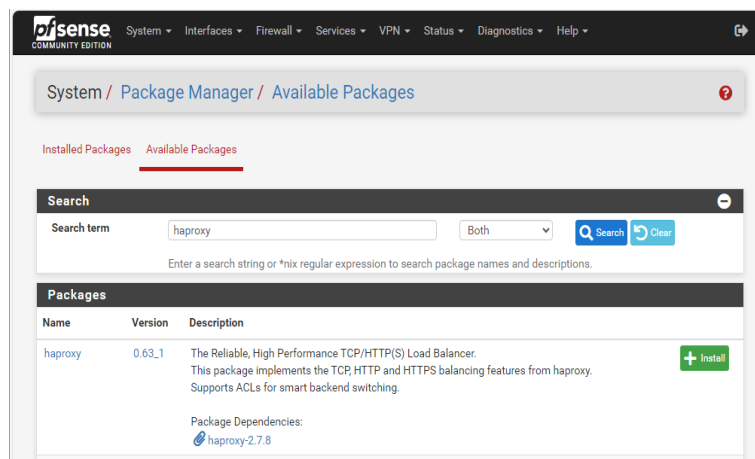 pfsense System Interfaces Firewall Services VPN Status Diagnostics Help
COMMUNITY EDITION
System / Package Manager / Available Packages
Installed Packages Available Packages
Search
Search term haproxy Both Search Clear
Enter a search string or *nix regular expression to search package names and descriptions.
Packages
Name Version Description
haproxy 0.63_1 The Reliable, High Performance TCP/HTTP(S) Load Balancer. Install
This package implements the TCP, HTTP and HTTPS balancing features from haproxy.
Supports ACLs for smart backend switching.
Package Dependencies:
haproxy-2.7.8